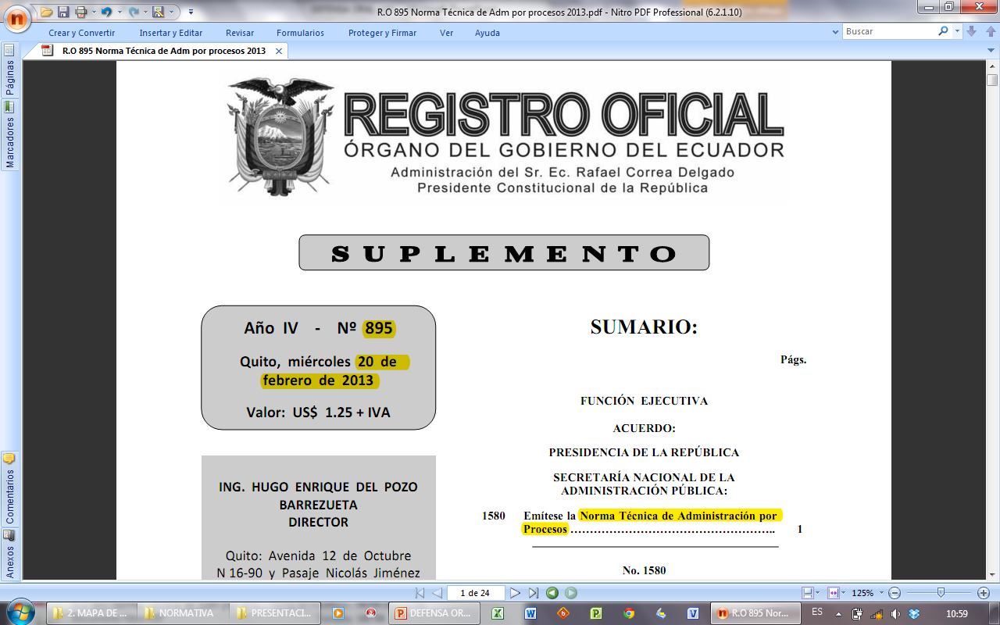 R.O 895 Norma Técnica de Adm por procesos 2013.pdf - Nitro PDF Professional (6.2.1.10)
Crear y Convertir Insertar y Editar Revisar Formularios Proteger y Firmar Ver Ayuda Buscar
R.O 895 Norma Técnica de Adm por procesos 2013
Páginas
Marcadores
REGISTRO OFICIAL
ÓRGANO DEL GOBIERNO DEL ECUADOR
Administración del Sr. Ec. Rafael Correa Delgado
Presidente Constitucional de la República
SUPLEMENTO
Año IV - Nº 895
Quito, miércoles 20 de
febrero de 2013
Valor: US$ 1.25 + IVA
ING. HUGO ENRIQUE DEL POZO
BARREZUETA
DIRECTOR
Quito: Avenida 12 de Octubre
N 16-90 y Pasaje Nicolás Jiménez
SUMARIO:
Págs.
FUNCIÓN EJECUTIVA
ACUERDO:
PRESIDENCIA DE LA REPÚBLICA
SECRETARÍA NACIONAL DE LA
ADMINISTRACIÓN PÚBLICA:
1580 Emítese la Norma Técnica de Administración por
Procesos …………………………………………….. 1
No. 1580
Comentarios
Anexos
1 de 24 125%
2. MAPA DE ... NORMATIVA PRESENTACI... DEFENSA OR... R.O 895 Nor... ES 10:59